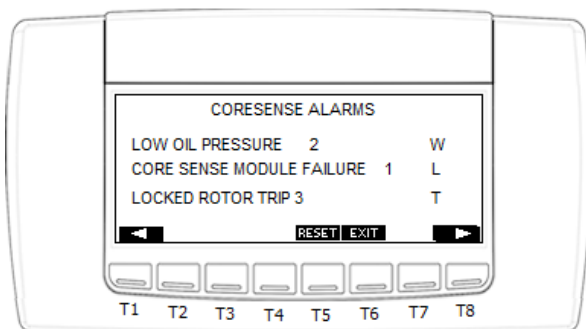 CORESENSE ALARMS
LOW OIL PRESSURE 2 W
CORE SENSE MODULE FAILURE 1 L
LOCKED ROTOR TRIP 3 T
RESET EXIT
T1 T2 T3 T4 T5 T6 T7 T8